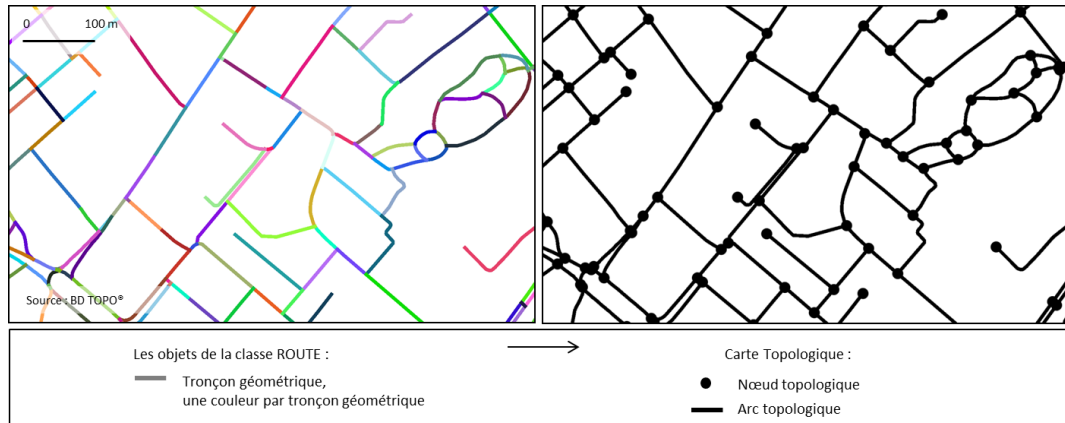 0 100 m
Source : BD TOPO®
Les objets de la classe ROUTE :
Tronçon géométrique,
une couleur par tronçon géométrique
Carte Topologique :
Nœud topologique
Arc topologique